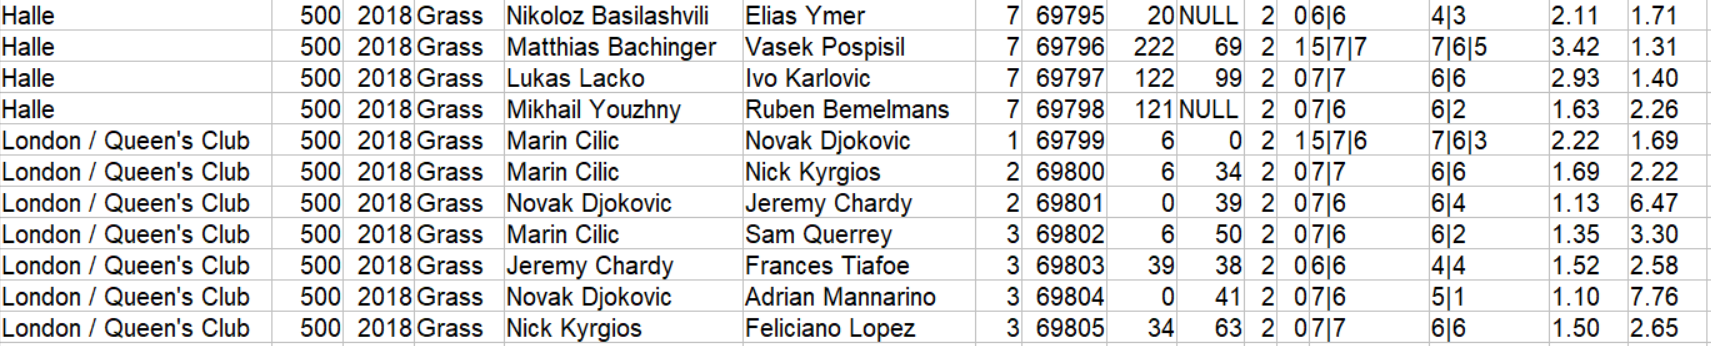 Halle 500 2018 Grass Nikoloz Basilashvili Elias Ymer 7 69795 20 NULL 2 0 6|6 4|3 2.11 1.71
Halle 500 2018 Grass Matthias Bachinger Vasek Pospisil 7 69796 222 69 2 1 5|7|7 7|6|5 3.42 1.31
Halle 500 2018 Grass Lukas Lacko Ivo Karlovic 7 69797 122 99 2 0 7|7 6|6 2.93 1.40
Halle 500 2018 Grass Mikhail Youzhny Ruben Bemelmans 7 69798 121 NULL 2 0 7|6 6|2 1.63 2.26
London / Queen's Club 500 2018 Grass Marin Cilic Novak Djokovic 1 69799 6 0 2 1 5|7|6 7|6|3 2.22 1.69
London / Queen's Club 500 2018 Grass Marin Cilic Nick Kyrgios 2 69800 6 34 2 0 7|7 6|6 1.69 2.22
London / Queen's Club 500 2018 Grass Novak Djokovic Jeremy Chardy 2 69801 0 39 2 0 7|6 6|4 1.13 6.47
London / Queen's Club 500 2018 Grass Marin Cilic Sam Querrey 3 69802 6 50 2 0 7|6 6|2 1.35 3.30
London / Queen's Club 500 2018 Grass Jeremy Chardy Frances Tiafoe 3 69803 39 38 2 0 6|6 4|4 1.52 2.58
London / Queen's Club 500 2018 Grass Novak Djokovic Adrian Mannarino 3 69804 0 41 2 0 7|6 5|1 1.10 7.76
London / Queen's Club 500 2018 Grass Nick Kyrgios Feliciano Lopez 3 69805 34 63 2 0 7|7 6|6 1.50 2.65